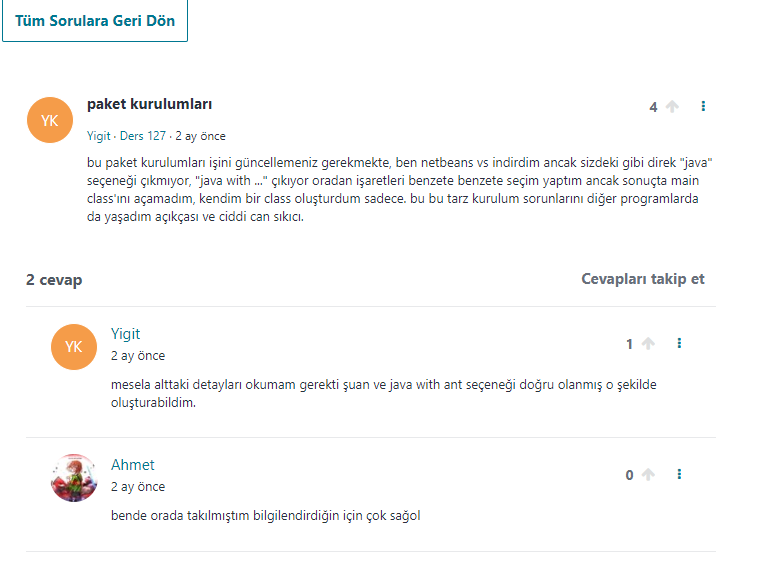 Tüm Sorulara Geri Dön
YK
paket kurulumları
4
Yigit · Ders 127 · 2 ay önce
bu paket kurulumları işini güncellemeniz gerekmekte, ben netbeans vs indirdim ancak sizdeki gibi direk "java"
seçeneği çıkmıyor, "java with ..." çıkıyor oradan işaretleri benzete benzete seçim yaptım ancak sonuçta main
class'ını açamadım, kendim bir class oluşturdum sadece. bu bu tarz kurulum sorunlarını diğer programlarda
da yaşadım açıkçası ve ciddi can sıkıcı.
2 cevap
Cevapları takip et
YK
Yigit
1
2 ay önce
mesela alttaki detayları okumam gerekti şuan ve java with ant seçeneği doğru olanmış o şekilde
oluşturabildim.
Ahmet
0
2 ay önce
bende orada takılmıştım bilgilendirdiğin için çok sağol